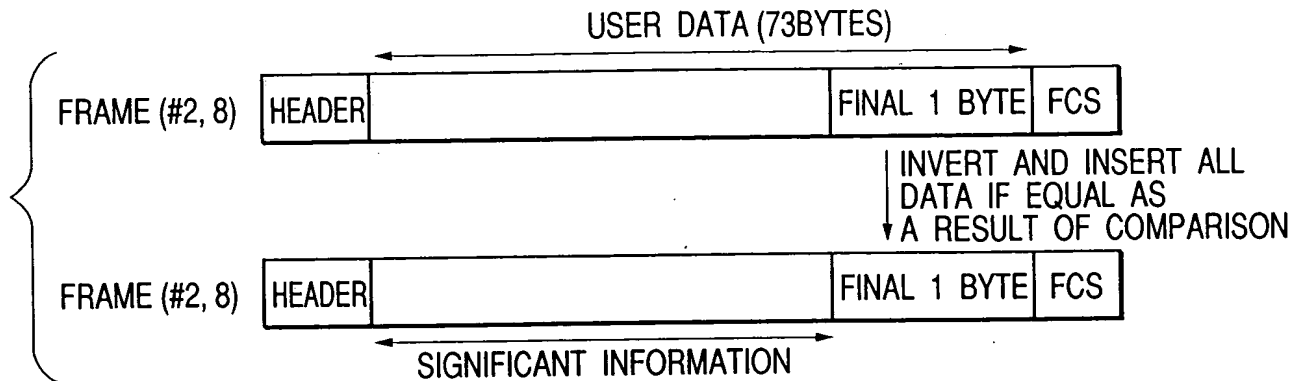 USER DATA (73BYTES)
FRAME (#2, 8) HEADER FINAL 1 BYTE FCS
INVERT AND INSERT ALL
DATA IF EQUAL AS
A RESULT OF COMPARISON
FRAME (#2, 8) HEADER FINAL 1 BYTE FCS
SIGNIFICANT INFORMATION